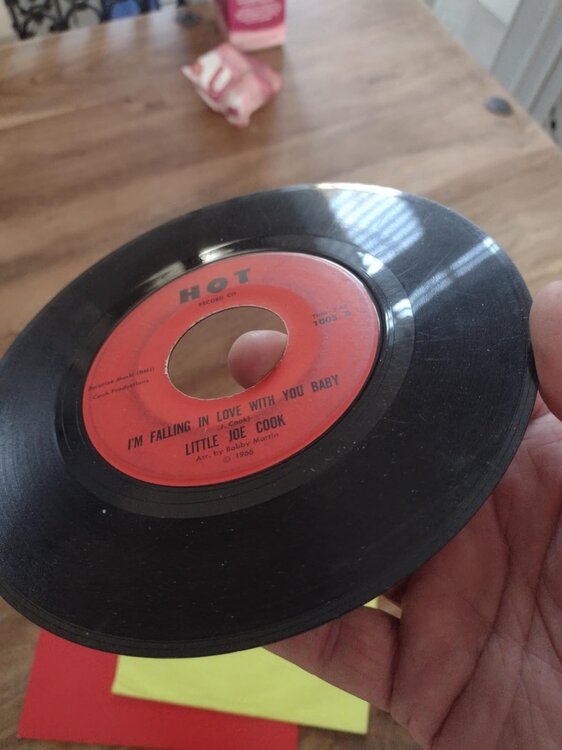 HOT
RECORD CO
1005
Cook Productions
I'M FALLING IN LOVE WITH YOU BABY
(J. Cook)
LITTLE JOE COOK
Arr. by Bobby Martin
© 1966